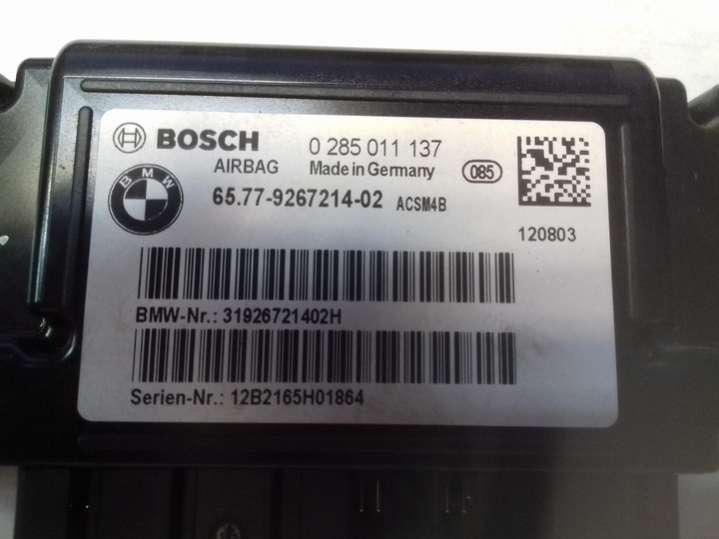 BOSCH 0 285 011 137
AIRBAG Made in Germany 085
BMW 65.77-9267214-02 ACSM4B
120803
BMW-Nr.: 31926721402H
Serien-Nr.: 12B2165H01864